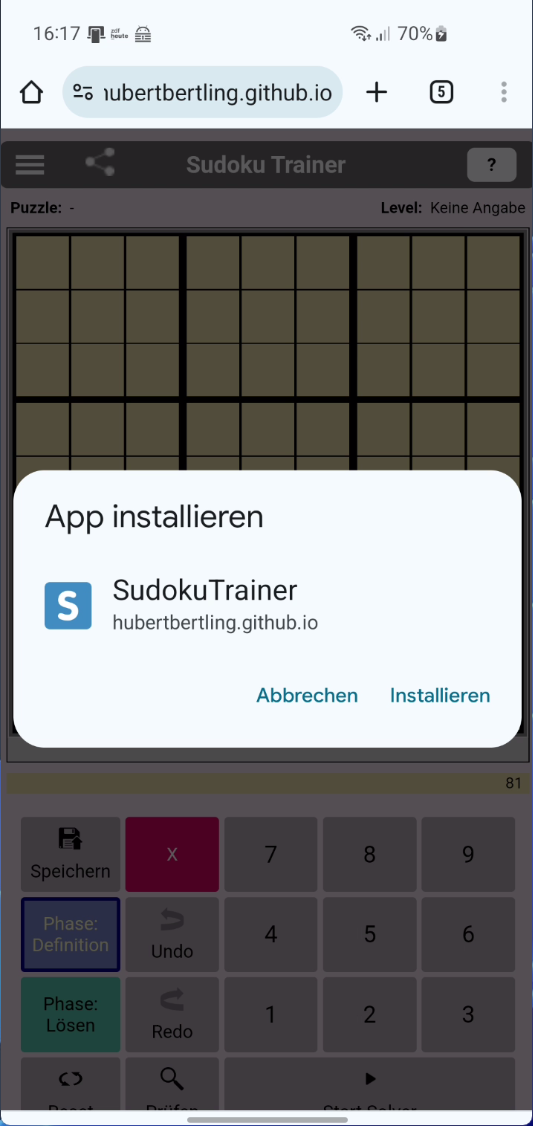 16:17 zdf heute 70%
hubertbertling.github.io 5
Sudoku Trainer ?
Puzzle: - Level: Keine Angabe
App installieren
S SudokuTrainer
hubertbertling.github.io
Abbrechen Installieren
81
Speichern X 7 8 9
Phase: Definition Undo 4 5 6
Phase: Lösen Redo 1 2 3
Reset Prüfen Start Solver